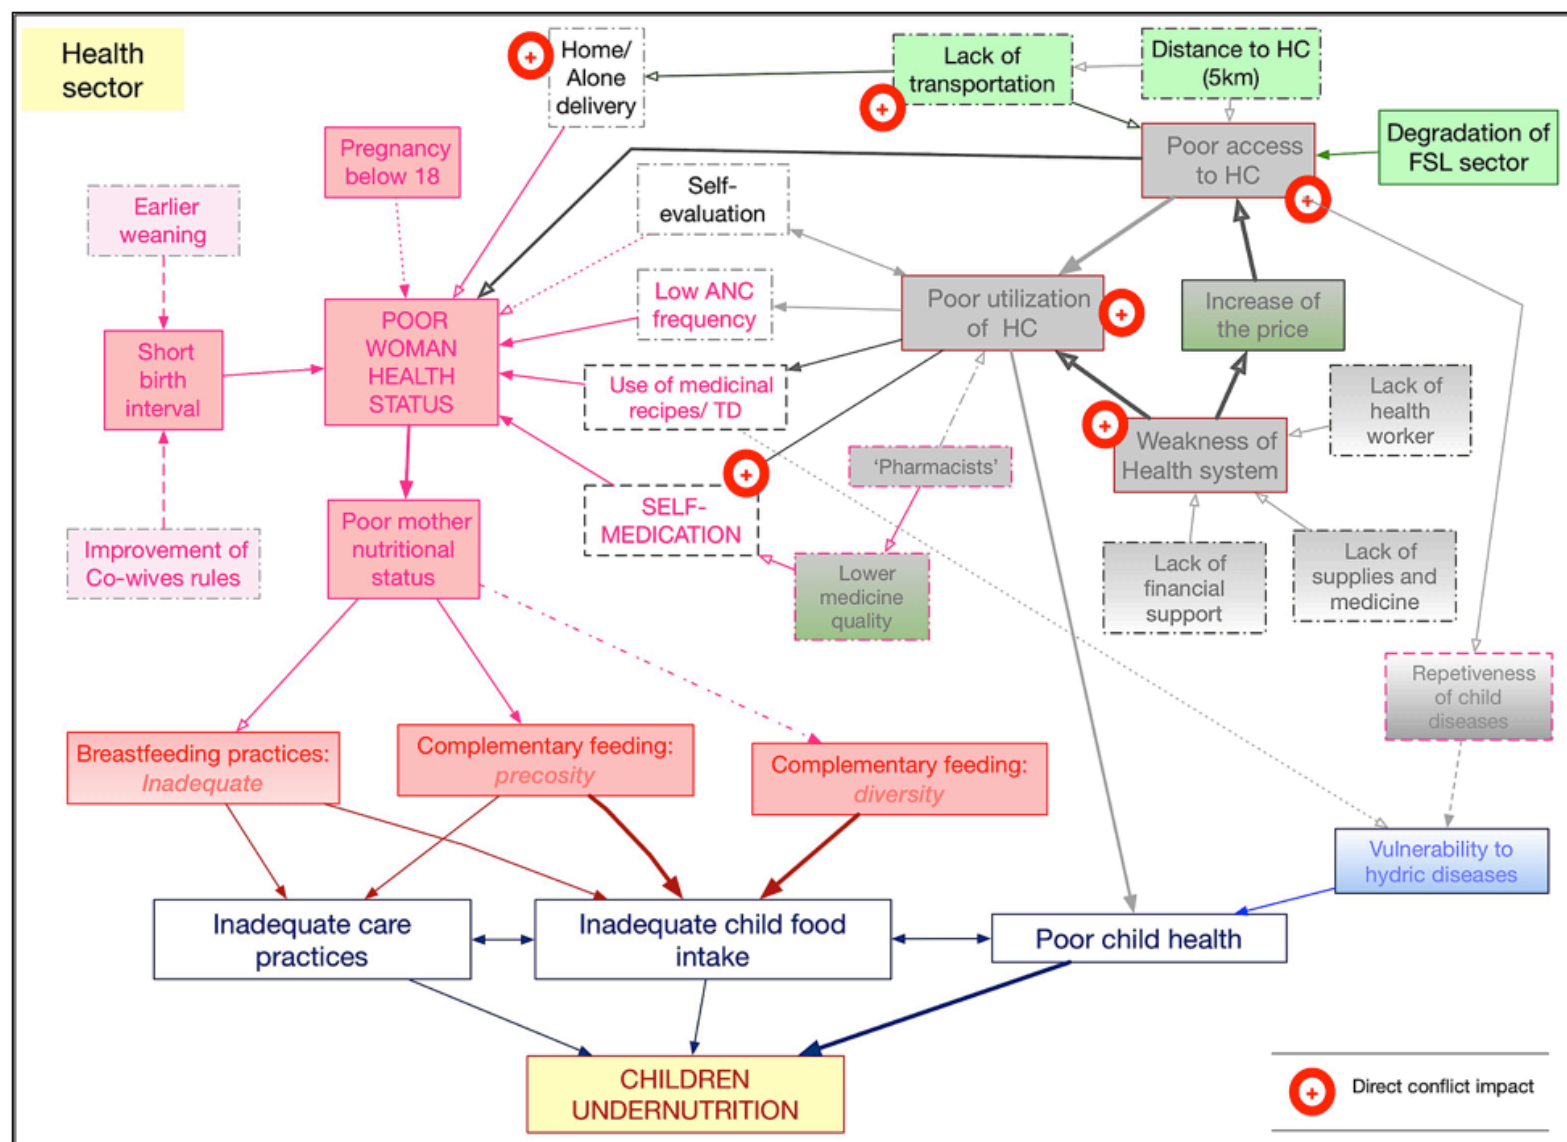 Health
sector
Home/
Alone
delivery
Lack of
transportation
Distance to HC
(5km)
Pregnancy
below 18
Self-
evaluation
Poor access
to HC
Degradation of
FSL sector
Earlier
weaning
Low ANC
frequency
Poor utilization
of HC
Increase of
the price
POOR
WOMAN
HEALTH
STATUS
Short
birth
interval
Use of medicinal
recipes/ TD
Lack of
health
worker
'Pharmacists'
Weakness of
Health system
SELF-
MEDICATION
Poor mother
nutritional
status
Improvement of
Co-wives rules
Lower
medicine
quality
Lack of
financial
support
Lack of
supplies and
medicine
Repetiveness
of child
diseases
Breastfeeding practices:
Inadequate
Complementary feeding:
precosity
Complementary feeding:
diversity
Vulnerability to
hydric diseases
Inadequate care
practices
Inadequate child food
intake
Poor child health
CHILDREN
UNDERNUTRITION
Direct conflict impact